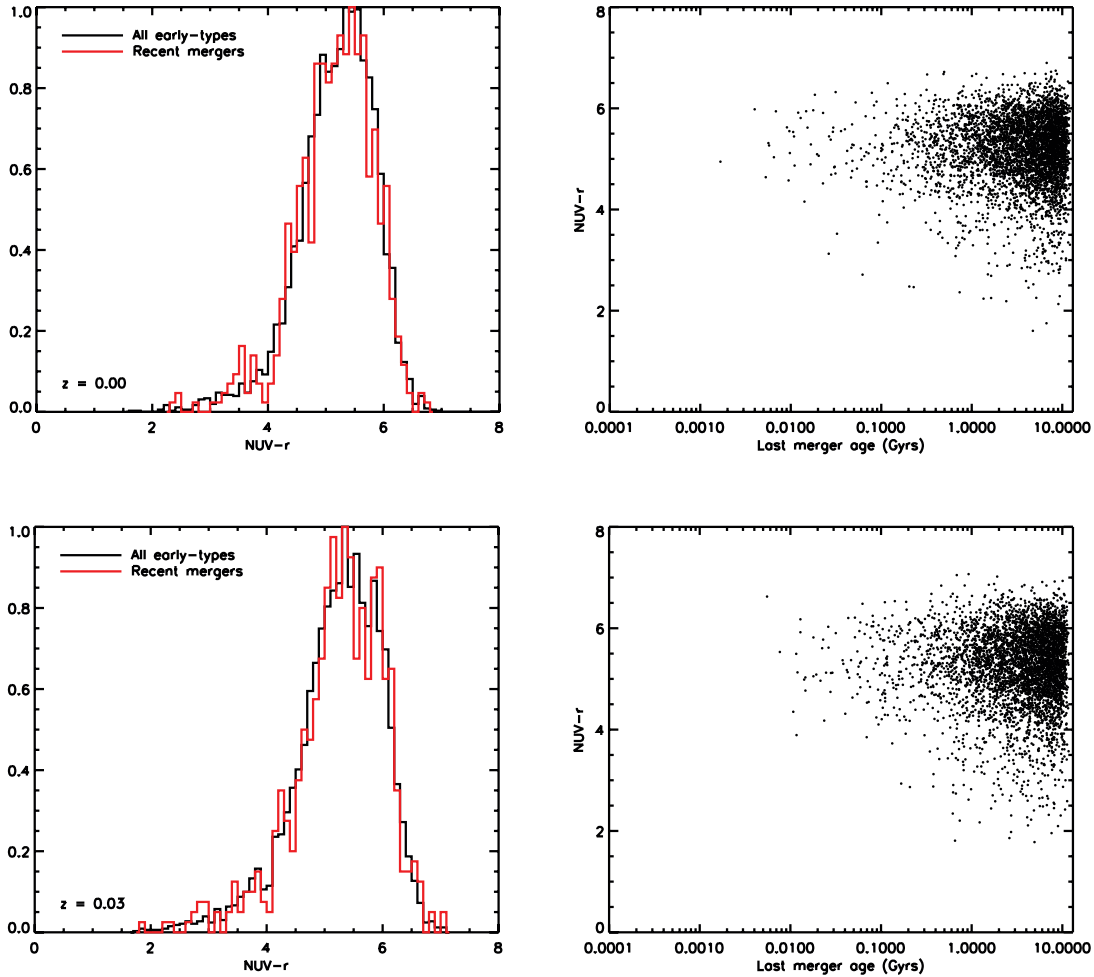 All early-types
Recent mergers
z = 0.00
1.0
0.8
0.6
0.4
0.2
0.0
0 2 4 6 8
NUV-r
8
6
4
2
0
NUV-r
0.0001 0.0010 0.0100 0.1000 1.0000 10.0000
Last merger age (Gyrs)
All early-types
Recent mergers
z = 0.03
1.0
0.8
0.6
0.4
0.2
0.0
0 2 4 6 8
NUV-r
8
6
4
2
0
NUV-r
0.0001 0.0010 0.0100 0.1000 1.0000 10.0000
Last merger age (Gyrs)